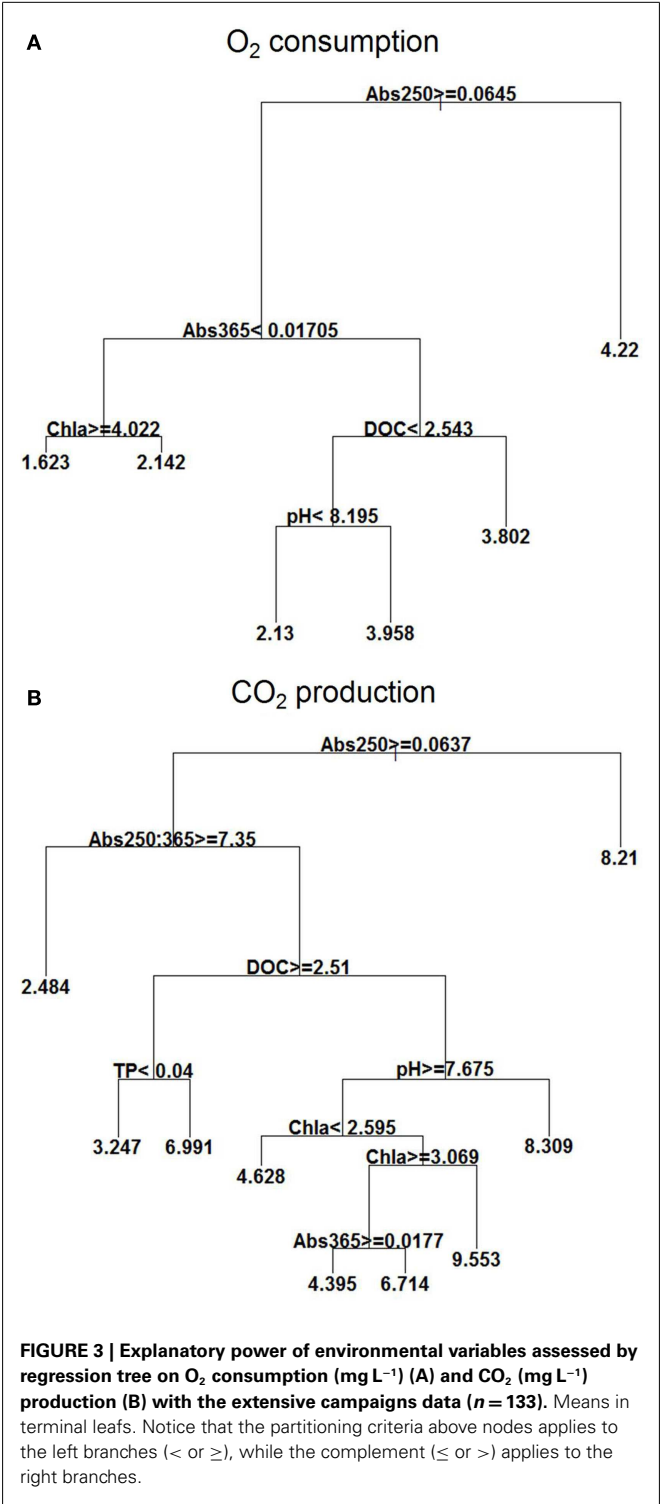 A
O₂ consumption
Abs250>=0.0645
Abs365< 0.01705
4.22
Chla>=4.022
DOC< 2.543
1.623
2.142
pH< 8.195
3.802
2.13
3.958
B
CO₂ production
Abs250>=0.0637
Abs250:365>=7.35
8.21
DOC>=2.51
2.484
TP< 0.04
pH>=7.675
3.247
6.991
Chla< 2.595
8.309
4.628
Chla>=3.069
Abs365>=0.0177
9.553
4.395
6.714
FIGURE 3 | Explanatory power of environmental variables assessed by
regression tree on O₂ consumption (mg L⁻¹) (A) and CO₂ (mg L⁻¹)
production (B) with the extensive campaigns data (n = 133). Means in
terminal leafs. Notice that the partitioning criteria above nodes applies to
the left branches (< or ≥), while the complement (≤ or >) applies to the
right branches.